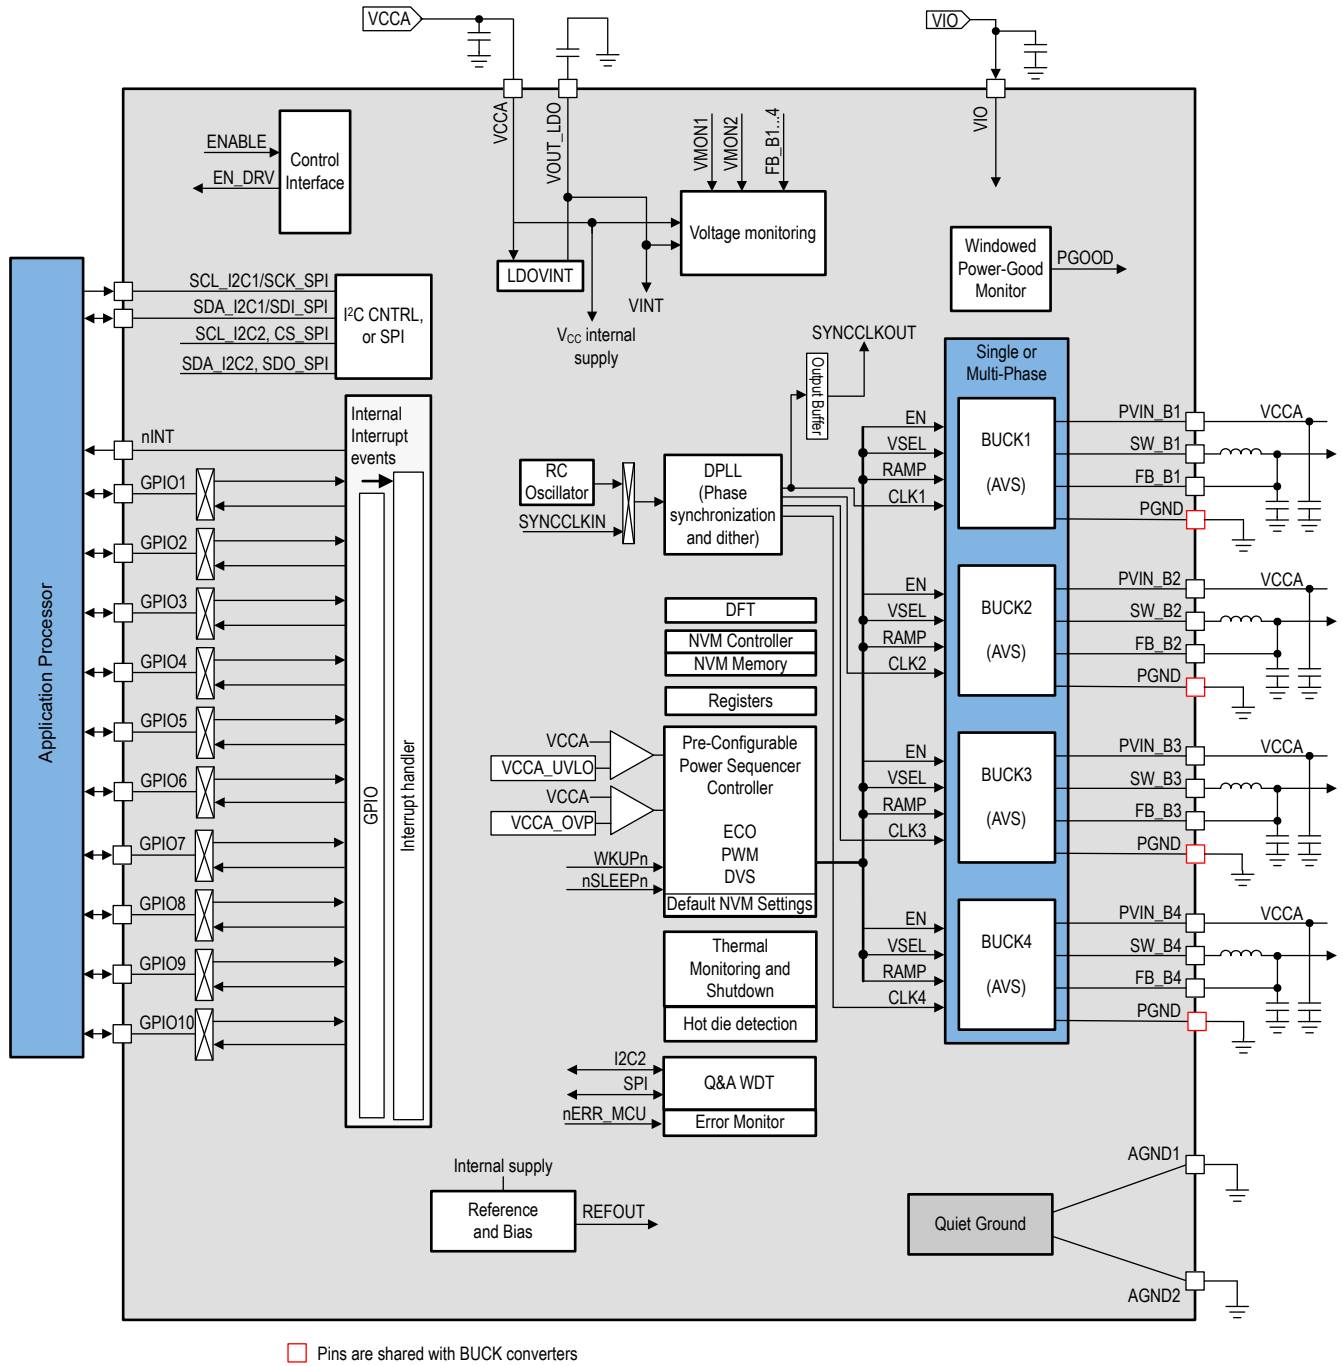 VCCA
VIO
VCCA
VOUT_LDO
VIO
VMON1
VMON2
FB_B1...4
ENABLE
EN_DRV
Control
Interface
Voltage monitoring
LDOVINT
VINT
VCC internal
supply
Windowed
Power-Good
Monitor
PGOOD
SCL_I2C1/SCK_SPI
SDA_I2C1/SDI_SPI
SCL_I2C2, CS_SPI
SDA_I2C2, SDO_SPI
I²C CNTRL,
or SPI
Application Processor
nINT
GPIO1
GPIO2
GPIO3
GPIO4
GPIO5
GPIO6
GPIO7
GPIO8
GPIO9
GPIO10
Internal
Interrupt
events
GPIO
Interrupt handler
SYNCCLKOUT
Output Buffer
RC
Oscillator
SYNCCLKIN
DPLL
(Phase
synchronization
and dither)
DFT
NVM Controller
NVM Memory
Registers
VCCA
VCCA_UVLO
VCCA
VCCA_OVP
WKUPn
nSLEEPn
Pre-Configurable
Power Sequencer
Controller
ECO
PWM
DVS
Default NVM Settings
Thermal
Monitoring and
Shutdown
Hot die detection
I2C2
SPI
nERR_MCU
Q&A WDT
Error Monitor
Single or
Multi-Phase
EN
VSEL
RAMP
CLK1
BUCK1
(AVS)
PVIN_B1
SW_B1
FB_B1
PGND
VCCA
EN
VSEL
RAMP
CLK2
BUCK2
(AVS)
PVIN_B2
SW_B2
FB_B2
PGND
VCCA
EN
VSEL
RAMP
CLK3
BUCK3
(AVS)
PVIN_B3
SW_B3
FB_B3
PGND
VCCA
EN
VSEL
RAMP
CLK4
BUCK4
(AVS)
PVIN_B4
SW_B4
FB_B4
PGND
VCCA
Internal supply
Reference
and Bias
REFOUT
Quiet Ground
AGND1
AGND2
Pins are shared with BUCK converters